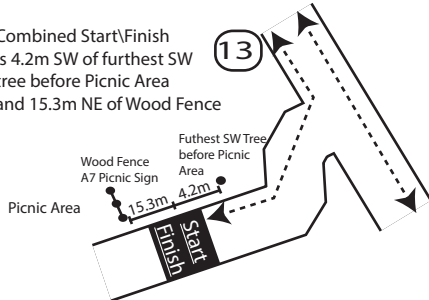 Combined Start\Finish
s 4.2m SW of furthest SW
tree before Picnic Area
and 15.3m NE of Wood Fence
13
Futhest SW Tree
before Picnic
Area
Wood Fence
A7 Picnic Sign
Picnic Area
15.3m
4.2m
Start
Finish